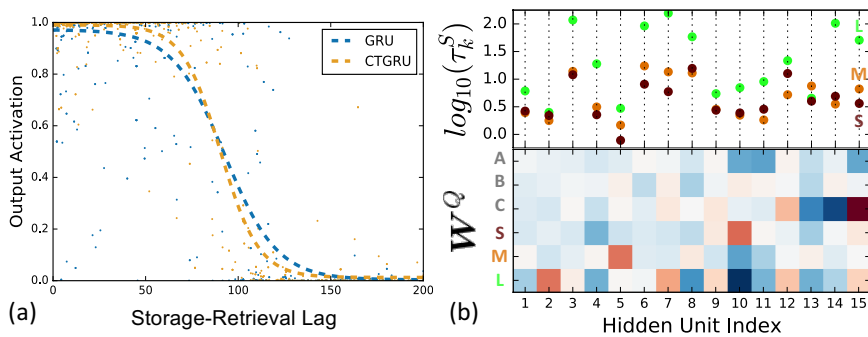 1.0
0.8
0.6
0.4
0.2
0.0
Output Activation
GRU
CTGRU
0
50
100
150
200
(a)
Storage-Retrieval Lag
log₁₀(τₖˢ)
2.0
1.5
1.0
0.5
0.0
L
M
S
W^Q
A
B
C
S
M
L
1 2 3 4 5 6 7 8 9 10 11 12 13 14 15
(b)
Hidden Unit Index